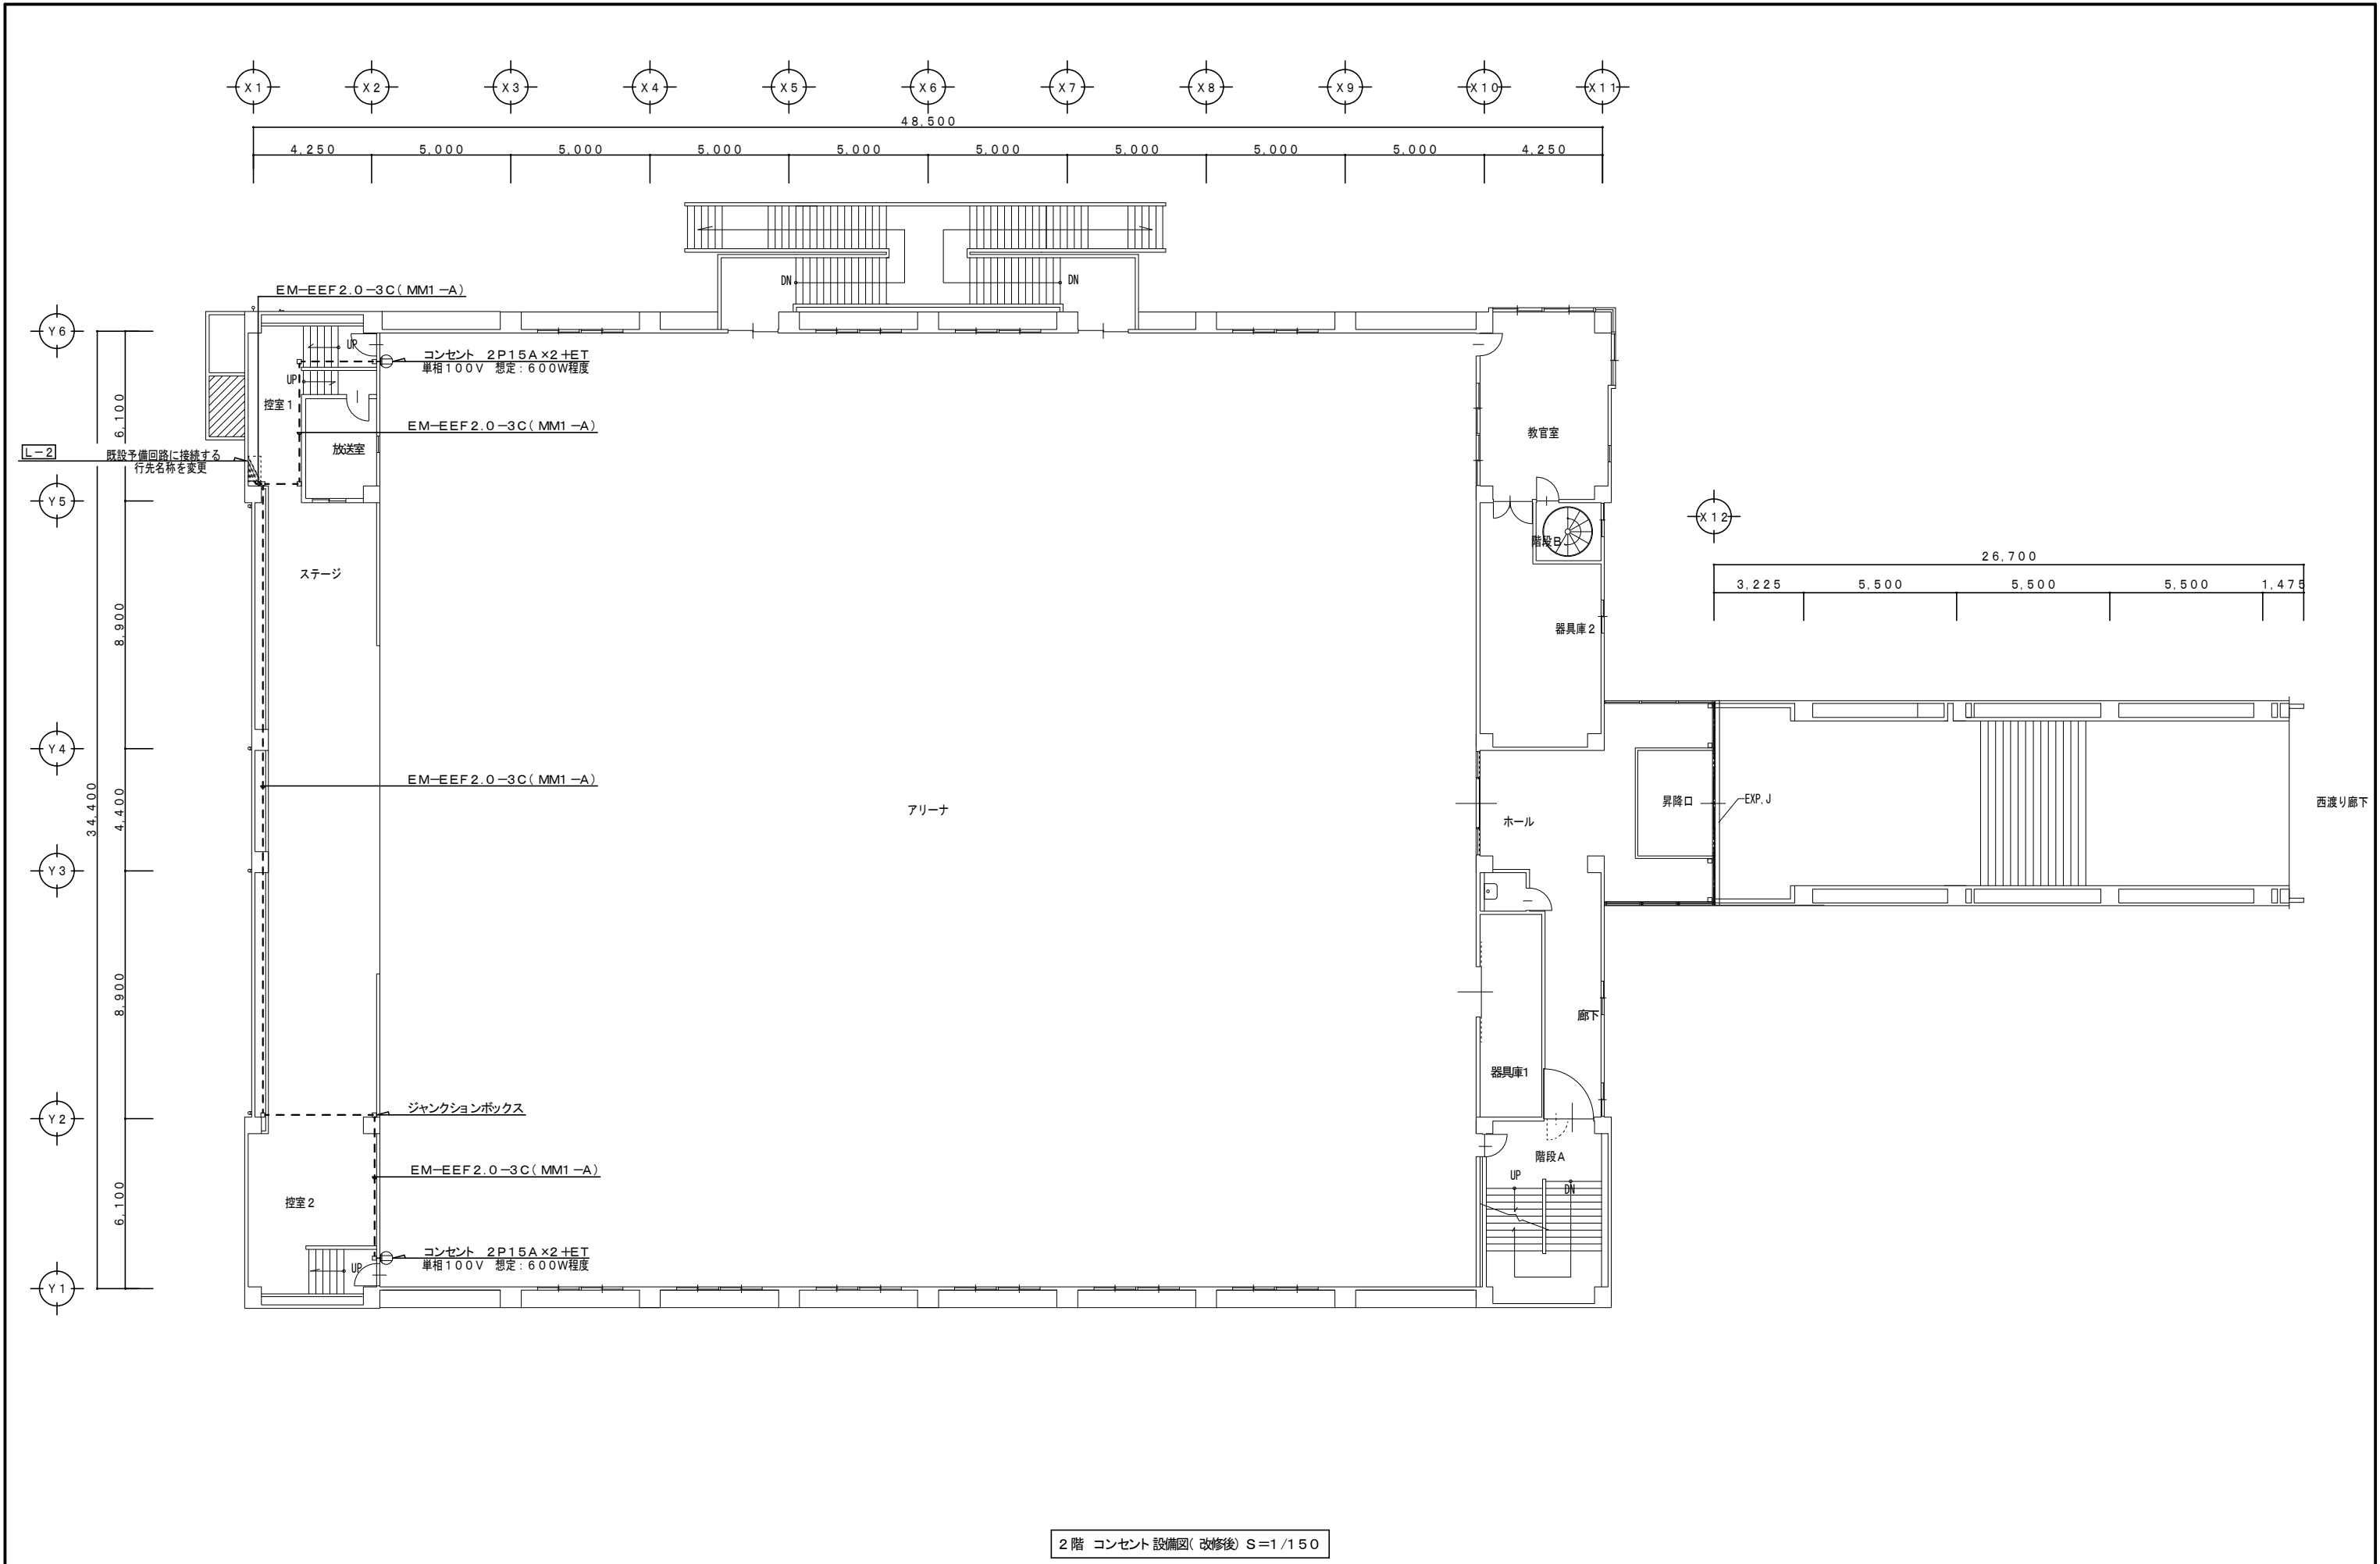 X1 X2 X3 X4 X5 X6 X7 X8 X9 X10 X11
48,500
4,250 5,000 5,000 5,000 5,000 5,000 5,000 5,000 5,000 4,250
DN DN
EM-EEF2.0-3C(MM1-A)
Y6
UP
コンセント 2P15A×2+ET
単相100V 想定:600W程度
UP
控室1
6,100
EM-EEF2.0-3C(MM1-A)
教官室
放送室
L-2
既設予備回路に接続する
行先名称を変更
Y5
X12
階段B
26,700
ステージ
3,225 5,500 5,500 5,500 1,475
8,900
器具庫2
Y4
EM-EEF2.0-3C(MM1-A)
34,400
4,400
アリーナ
昇降口
EXP,J
西渡り廊下
ホール
Y3
8,900
廊下
器具庫1
ジャンクションボックス
Y2
階段A
EM-EEF2.0-3C(MM1-A)
UP
DN
控室2
6,100
コンセント 2P15A×2+ET
単相100V 想定:600W程度
UP
Y1
2階 コンセント設備図(改修後) S=1/150